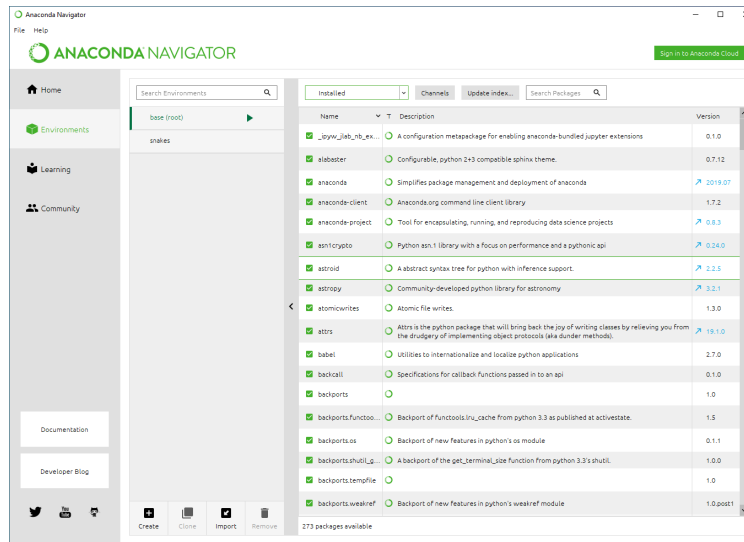 Anaconda Navigator
File Help
ANACONDA NAVIGATOR
Sign in to Anaconda Cloud
Home
Environments
Learning
Community
Documentation
Developer Blog
You
Tube
Search Environments
base (root)
snakes
Create Clone Import Remove
Installed Channels Update index... Search Packages
Name T Description Version
_ipyw_jlab_nb_ex... A configuration metapackage for enabling anaconda-bundled jupyter extensions 0.1.0
alabaster Configurable, python 2+3 compatible sphinx theme. 0.7.12
anaconda Simplifies package management and deployment of anaconda 2019.07
anaconda-client Anaconda.org command line client library 1.7.2
anaconda-project Tool for encapsulating, running, and reproducing data science projects 0.8.3
asn1crypto Python asn.1 library with a focus on performance and a pythonic api 0.24.0
astroid A abstract syntax tree for python with inference support. 2.2.5
astropy Community-developed python library for astronomy 3.2.1
atomicwrites Atomic file writes. 1.3.0
attrs Attrs is the python package that will bring back the joy of writing classes by relieving you from 19.1.0
the drudgery of implementing object protocols (aka dunder methods).
babel Utilities to internationalize and localize python applications 2.7.0
backcall Specifications for callback functions passed in to an api 0.1.0
backports 1.0
backports.functoo... Backport of functools.lru_cache from python 3.3 as published at activestate. 1.5
backports.os Backport of new features in python's os module 0.1.1
backports.shutil_g... A backport of the get_terminal_size function from python 3.3's shutil. 1.0.0
backports.tempfile 1.0
backports.weakref Backport of new features in python's weakref module 1.0.post1
273 packages available